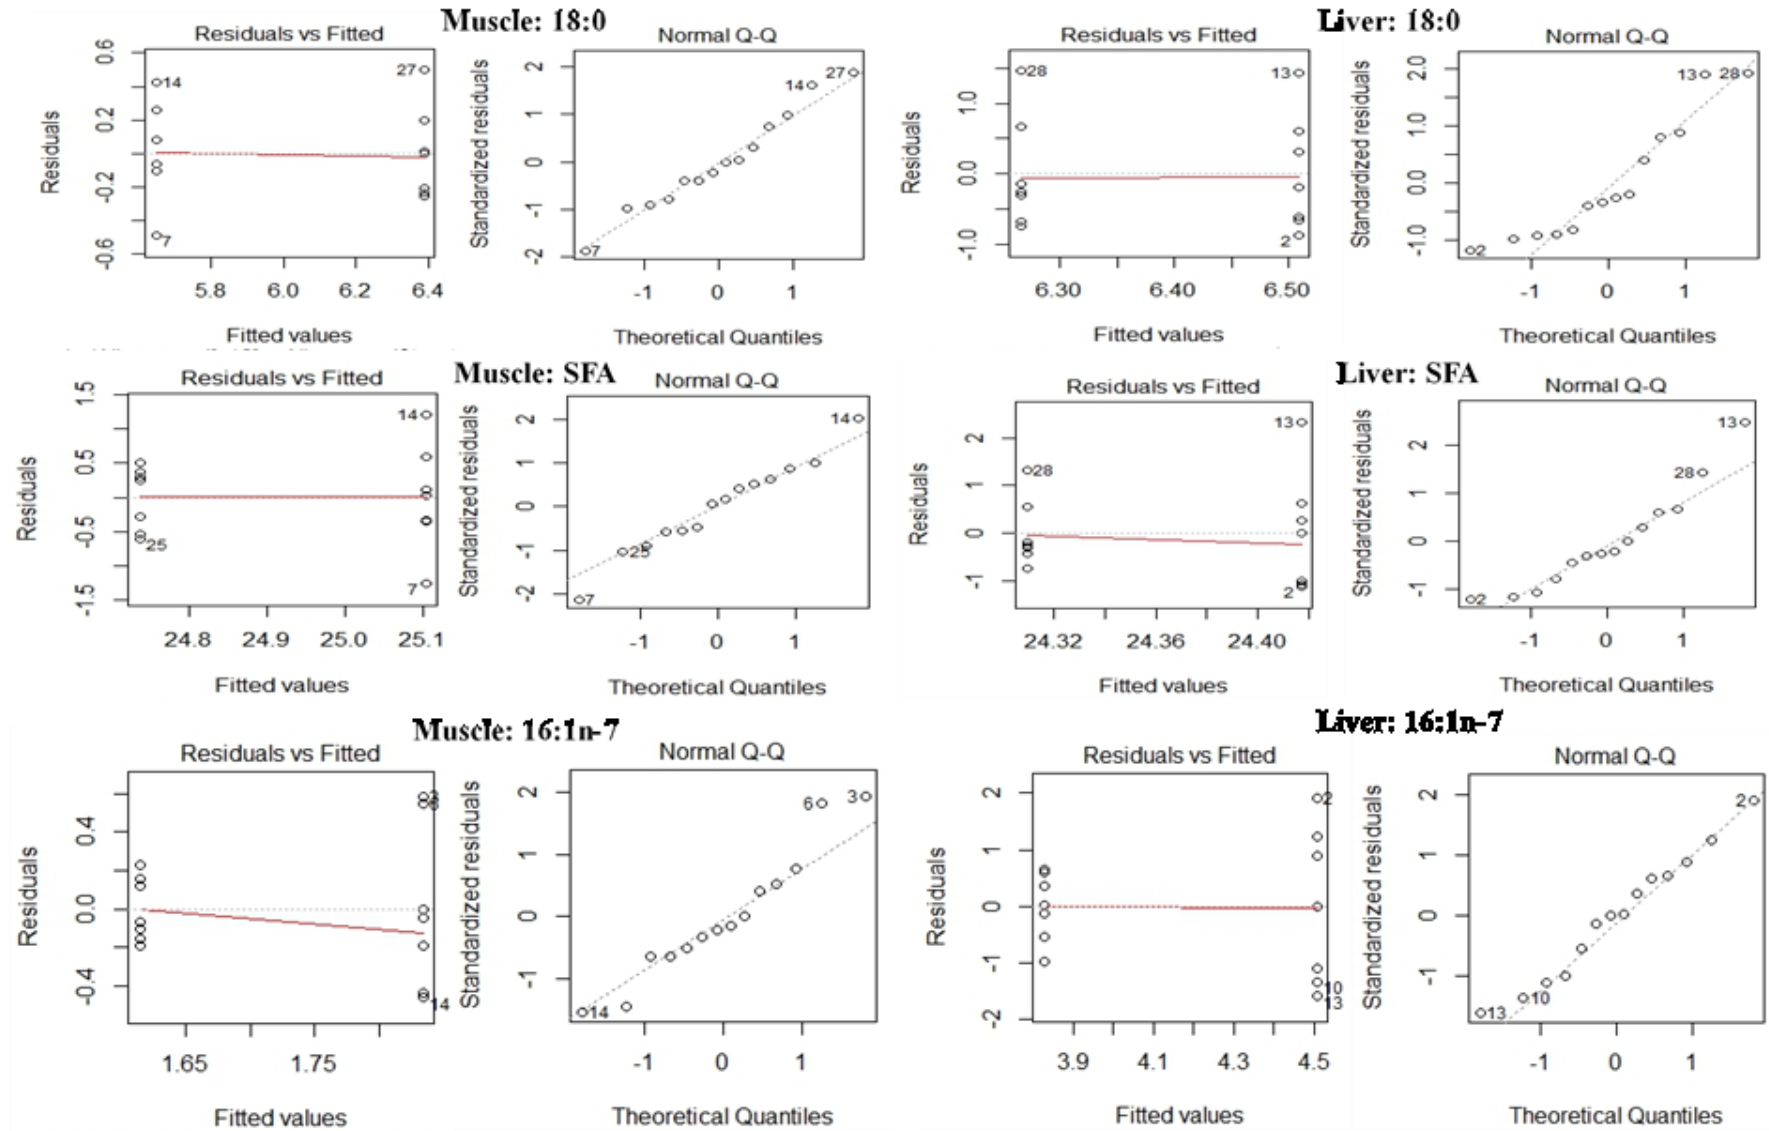 Muscle: 18:0
Residuals vs Fitted
Residuals
0.6
0.2
-0.2
-0.6
14
27
7
5.8 6.0 6.2 6.4
Fitted values
Normal Q-Q
Standardized residuals
2
1
0
-1
-2
14
27
7
-1 0 1
Theoretical Quantiles
Liver: 18:0
Residuals vs Fitted
Residuals
1.0
0.0
-1.0
28
13
2
6.30 6.40 6.50
Fitted values
Normal Q-Q
Standardized residuals
2.0
1.0
0.0
-1.0
13
28
2
-1 0 1
Theoretical Quantiles
Muscle: SFA
Residuals vs Fitted
Residuals
1.5
0.5
-0.5
-1.5
14
25
7
24.8 24.9 25.0 25.1
Fitted values
Normal Q-Q
Standardized residuals
2
1
0
-1
-2
14
25
7
-1 0 1
Theoretical Quantiles
Liver: SFA
Residuals vs Fitted
Residuals
2
1
0
-1
13
28
2
24.32 24.36 24.40
Fitted values
Normal Q-Q
Standardized residuals
2
1
0
-1
13
28
2
-1 0 1
Theoretical Quantiles
Muscle: 16:1n-7
Residuals vs Fitted
Residuals
0.4
0.0
-0.4
14
1.65 1.75
Fitted values
Normal Q-Q
Standardized residuals
2
1
0
-1
6
3
14
-1 0 1
Theoretical Quantiles
Liver: 16:1n-7
Residuals vs Fitted
Residuals
2
1
0
-1
-2
2
10
13
3.9 4.1 4.3 4.5
Fitted values
Normal Q-Q
Standardized residuals
2
1
0
-1
2
10
13
-1 0 1
Theoretical Quantiles